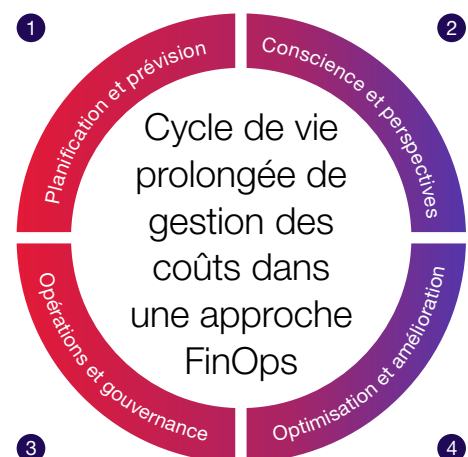 1
Planification et prévision
2
Conscience et perspectives
Cycle de vie
prolongée de
gestion des
coûts dans
une approche
FinOps
3
Opérations et gouvernance
4
Optimisation et amélioration